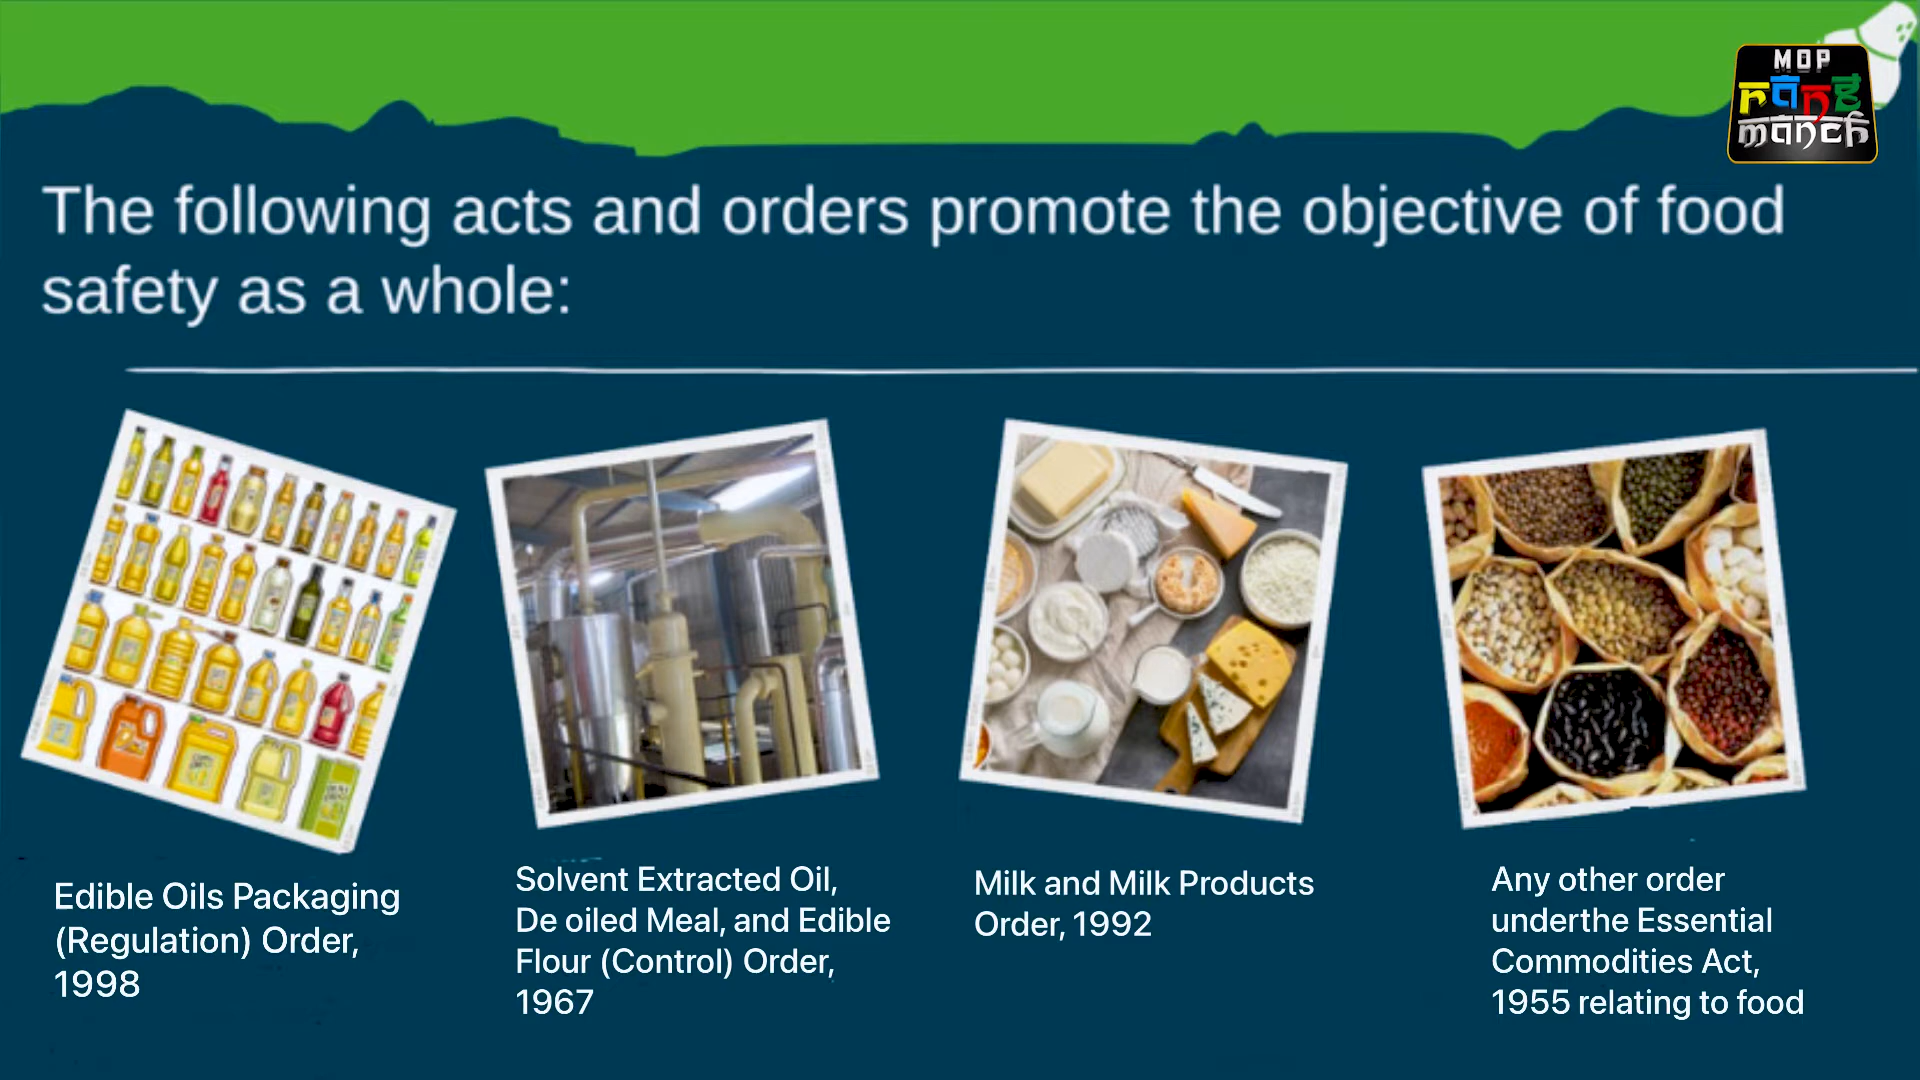 MOP
rang
manch
The following acts and orders promote the objective of food
safety as a whole:
Edible Oils Packaging
(Regulation) Order,
1998
Solvent Extracted Oil,
De oiled Meal, and Edible
Flour (Control) Order,
1967
Milk and Milk Products
Order, 1992
Any other order
underthe Essential
Commodities Act,
1955 relating to food